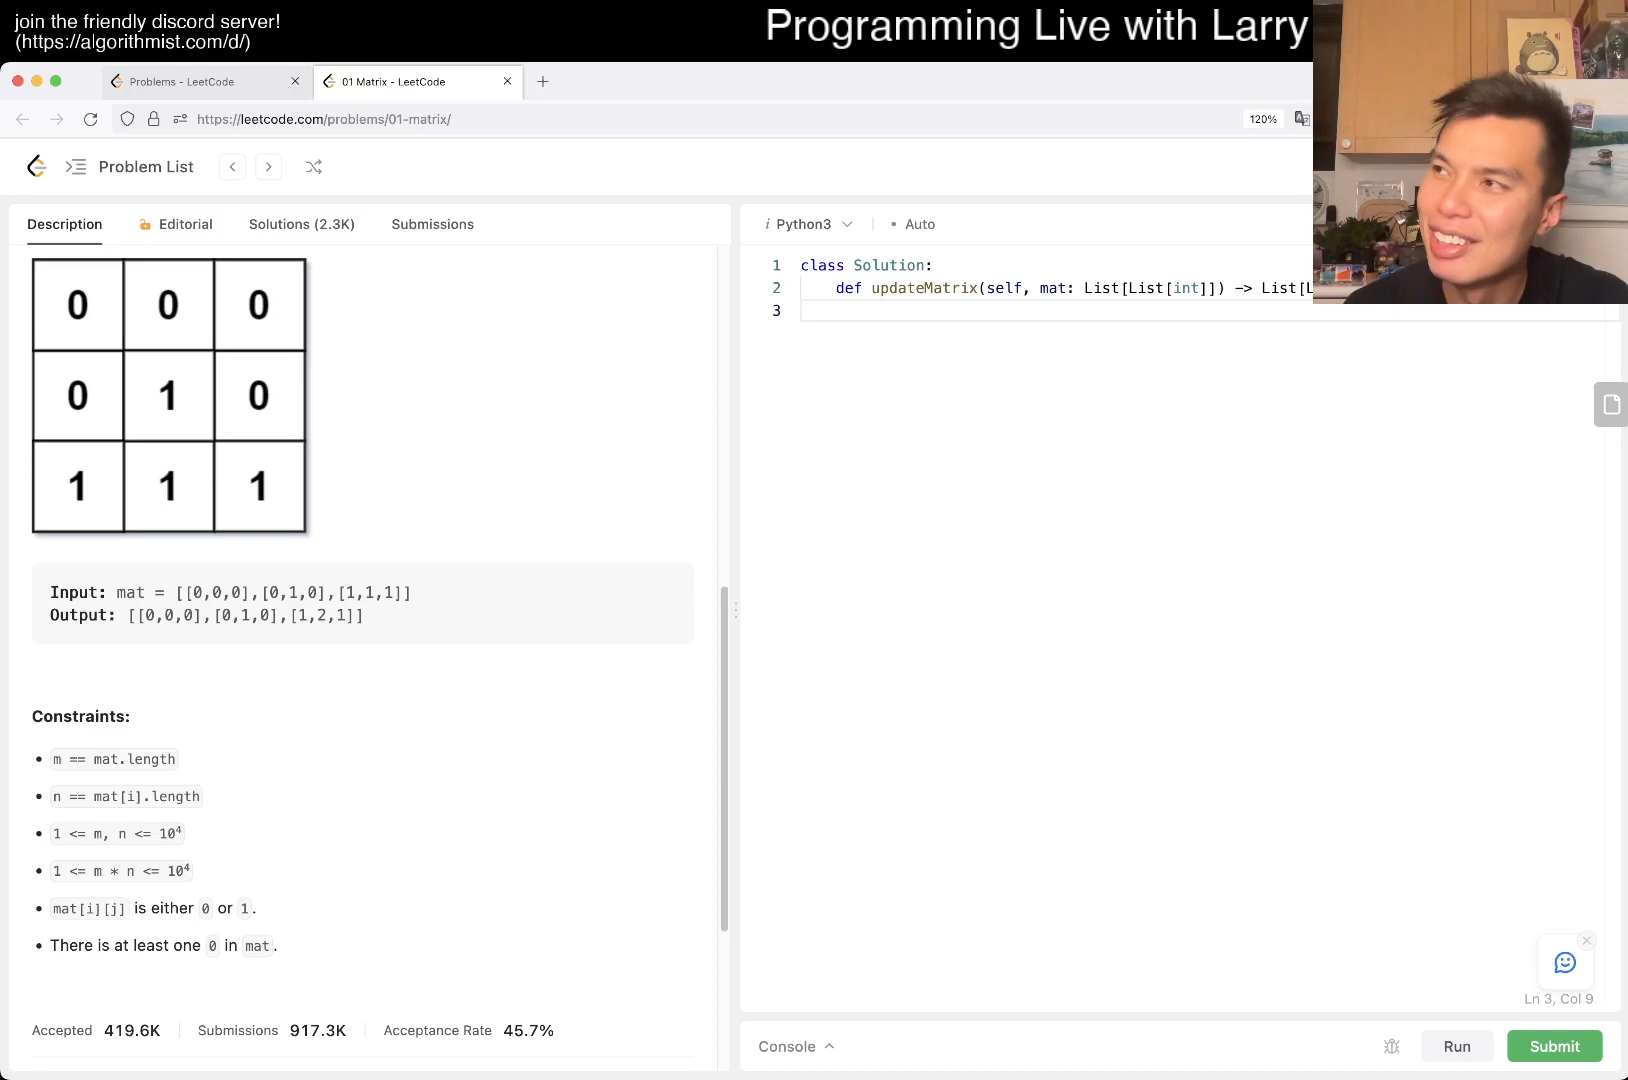 join the friendly discord server!
(https://algorithmist.com/d/)
Programming Live with Larry
Problems - LeetCode
01 Matrix - LeetCode
https://leetcode.com/problems/01-matrix/
120%
Problem List
Description
Editorial
Solutions (2.3K)
Submissions
0 0 0
0 1 0
1 1 1
Input: mat = [[0,0,0],[0,1,0],[1,1,1]]
Output: [[0,0,0],[0,1,0],[1,2,1]]
Constraints:
• m == mat.length
• n == mat[i].length
• 1 <= m, n <= 10⁴
• 1 <= m * n <= 10⁴
• mat[i][j] is either 0 or 1.
• There is at least one 0 in mat.
Accepted 419.6K
Submissions 917.3K
Acceptance Rate 45.7%
i Python3
• Auto
1 class Solution:
2 def updateMatrix(self, mat: List[List[int]]) -> List[L
3
Ln 3, Col 9
Console
Run
Submit